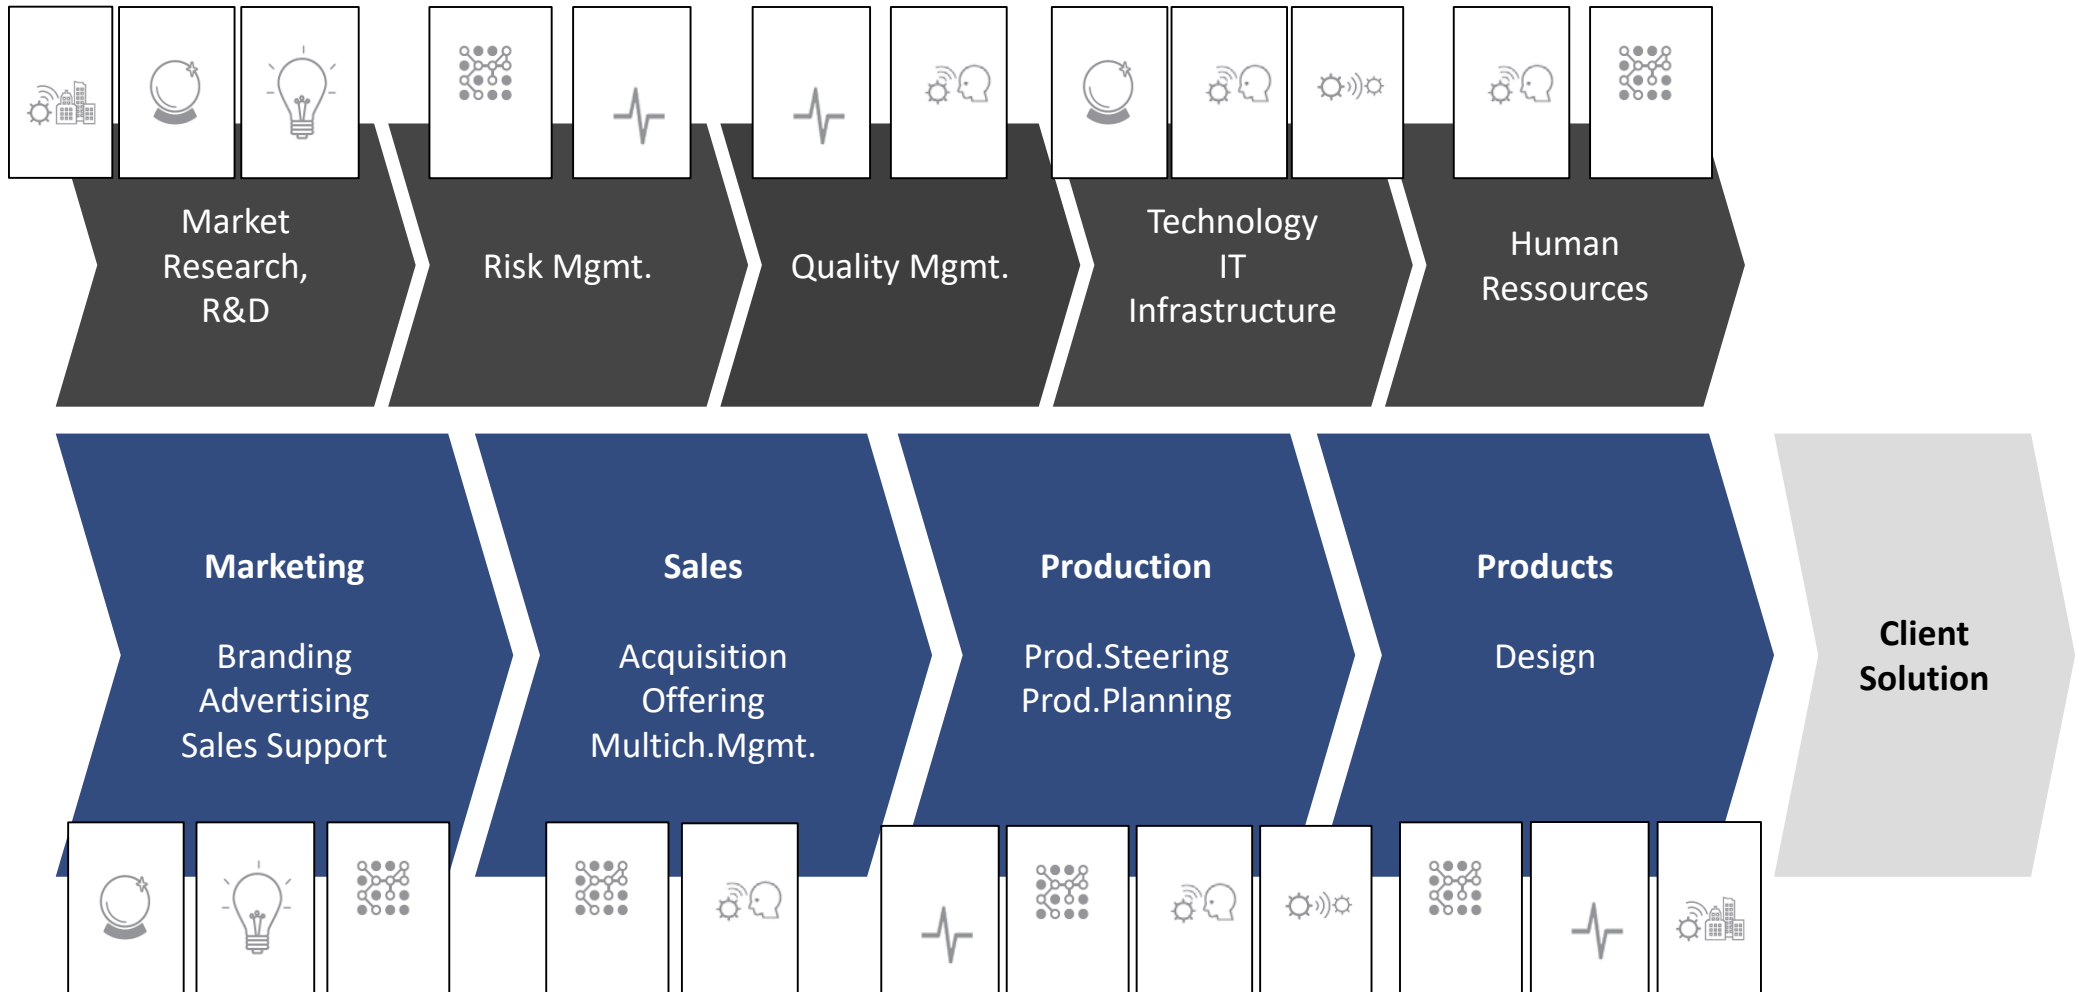 Market
Research,
R&D
Risk Mgmt.
Quality Mgmt.
Technology
IT
Infrastructure
Human
Ressources
Marketing
Branding
Advertising
Sales Support
Sales
Acquisition
Offering
Multich.Mgmt.
Production
Prod.Steering
Prod.Planning
Products
Design
Client
Solution